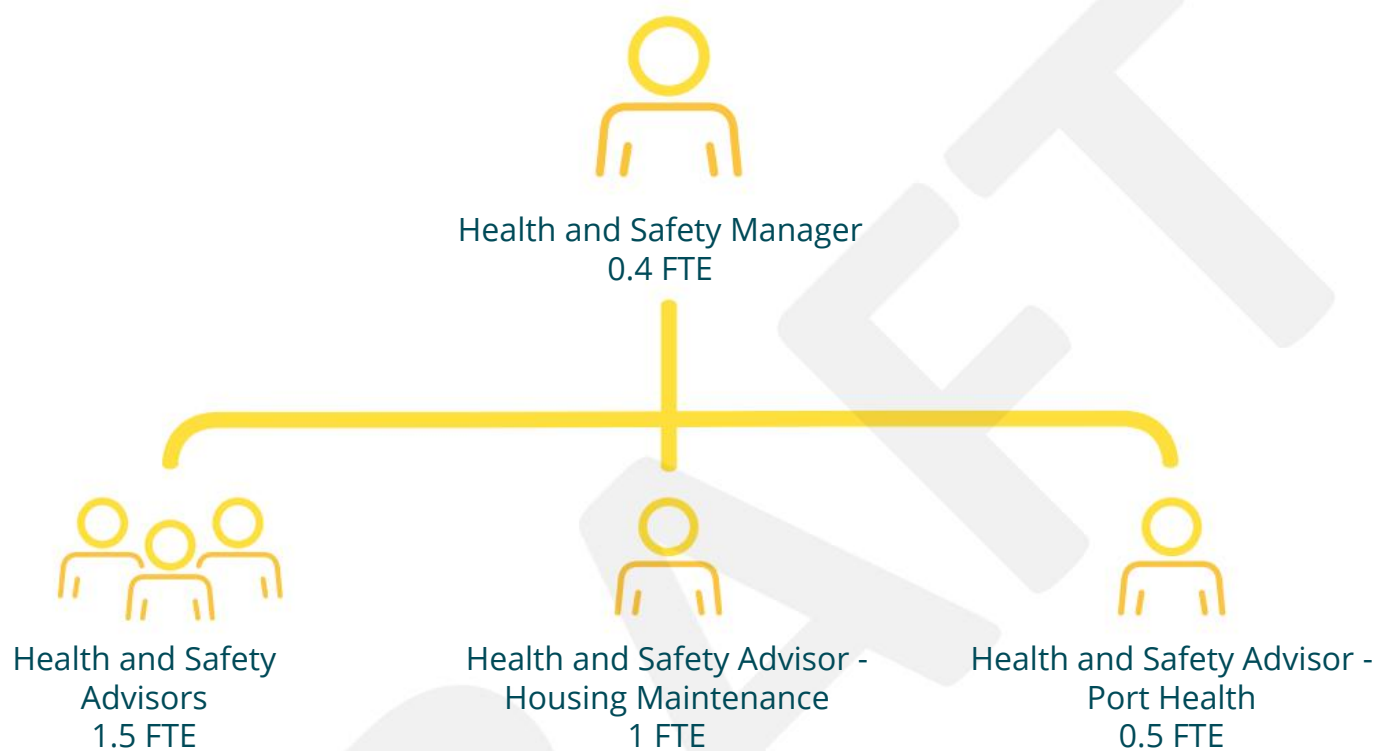 Health and Safety Manager
0.4 FTE
Health and Safety
Advisors
1.5 FTE
Health and Safety Advisor -
Housing Maintenance
1 FTE
Health and Safety Advisor -
Port Health
0.5 FTE
DRAFT